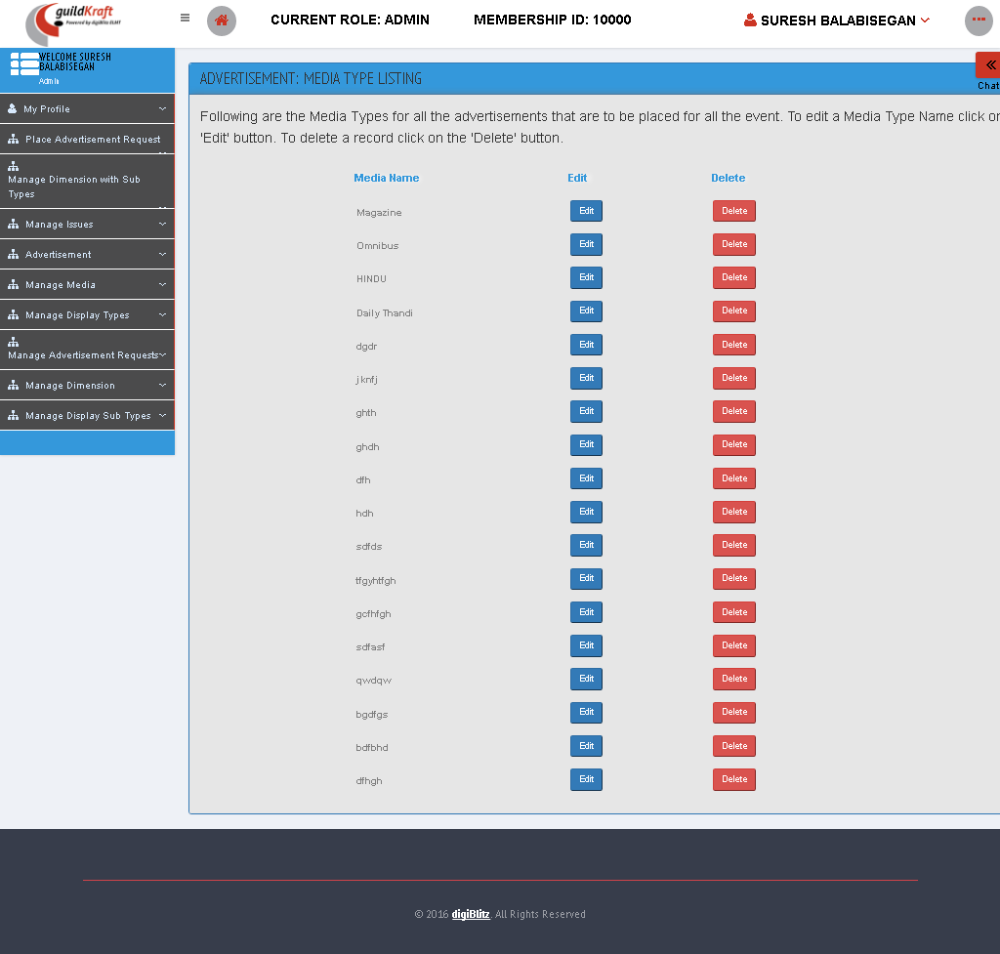 guildKraft
Powered by digiBlitz ELMT
CURRENT ROLE: ADMIN
MEMBERSHIP ID: 10000
SURESH BALABISEGAN
WELCOME SURESH
BALABISEGAN
Admin
My Profile
Place Advertisement Request
Manage Dimension with Sub
Types
Manage Issues
Advertisement
Manage Media
Manage Display Types
Manage Advertisement Requests
Manage Dimension
Manage Display Sub Types
Chat
ADVERTISEMENT: MEDIA TYPE LISTING
Following are the Media Types for all the advertisements that are to be placed for all the event. To edit a Media Type Name click or
'Edit' button. To delete a record click on the 'Delete' button.
Media Name Edit Delete
Magazine Edit Delete
Omnibus Edit Delete
HINDU Edit Delete
Daily Thandi Edit Delete
dgdr Edit Delete
jknfj Edit Delete
ghth Edit Delete
ghdh Edit Delete
dfh Edit Delete
hdh Edit Delete
sdfds Edit Delete
tfgyhtfgh Edit Delete
gcfhfgh Edit Delete
sdfasf Edit Delete
qwdqw Edit Delete
bgdfgs Edit Delete
bdfbhd Edit Delete
dfhgh Edit Delete
© 2016 digiBlitz. All Rights Reserved